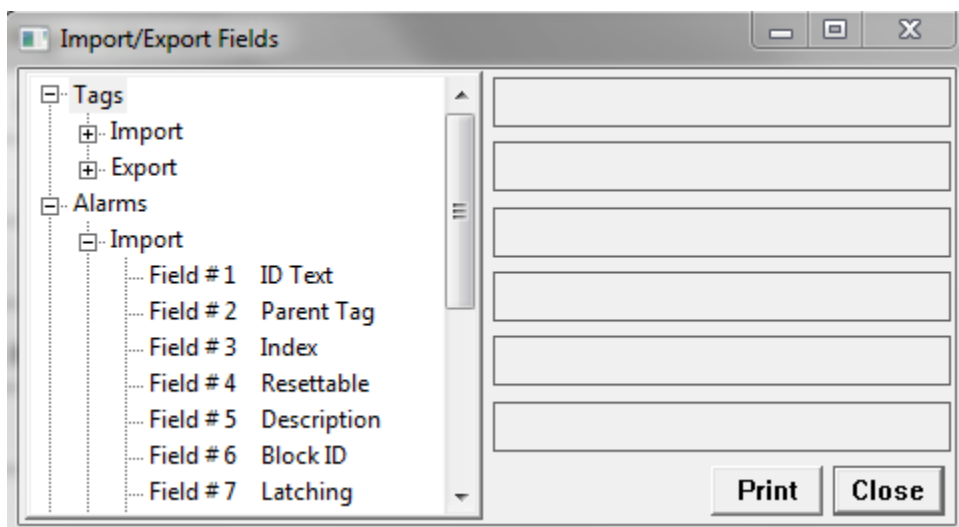 Import/Export Fields
Tags
Import
Export
Alarms
Import
Field # 1 ID Text
Field # 2 Parent Tag
Field # 3 Index
Field # 4 Resettable
Field # 5 Description
Field # 6 Block ID
Field # 7 Latching
Print Close